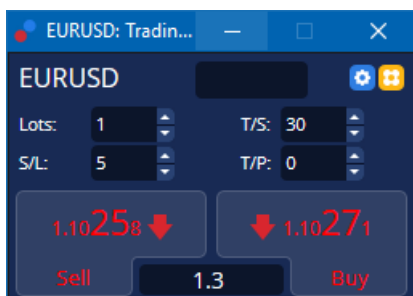 EURUSD: Tradin...
EURUSD
Lots: 1 T/S: 30
S/L: 5 T/P: 0
1.10258 1.10271
Sell 1.3 Buy